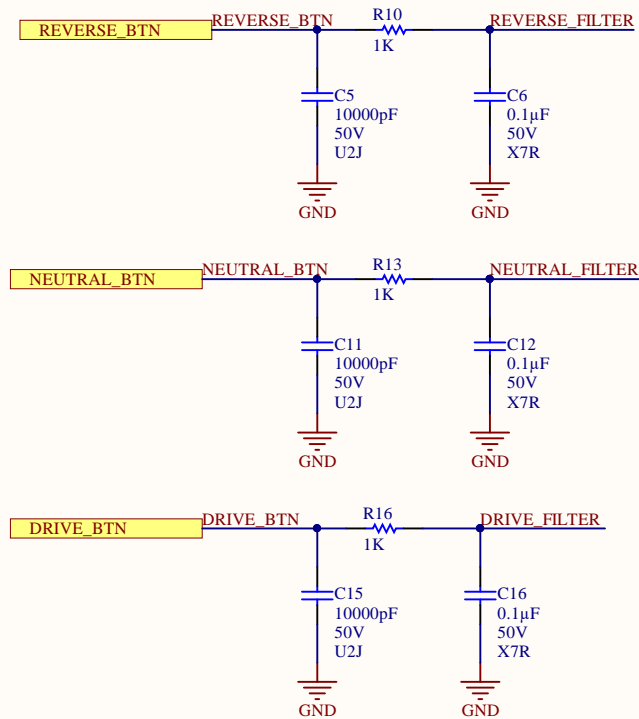 REVERSE_BTN
REVERSE_BTN
R10
1K
REVERSE_FILTER
C5
10000pF
50V
U2J
GND
C6
0.1µF
50V
X7R
GND
NEUTRAL_BTN
NEUTRAL_BTN
R13
1K
NEUTRAL_FILTER
C11
10000pF
50V
U2J
GND
C12
0.1µF
50V
X7R
GND
DRIVE_BTN
DRIVE_BTN
R16
1K
DRIVE_FILTER
C15
10000pF
50V
U2J
GND
C16
0.1µF
50V
X7R
GND